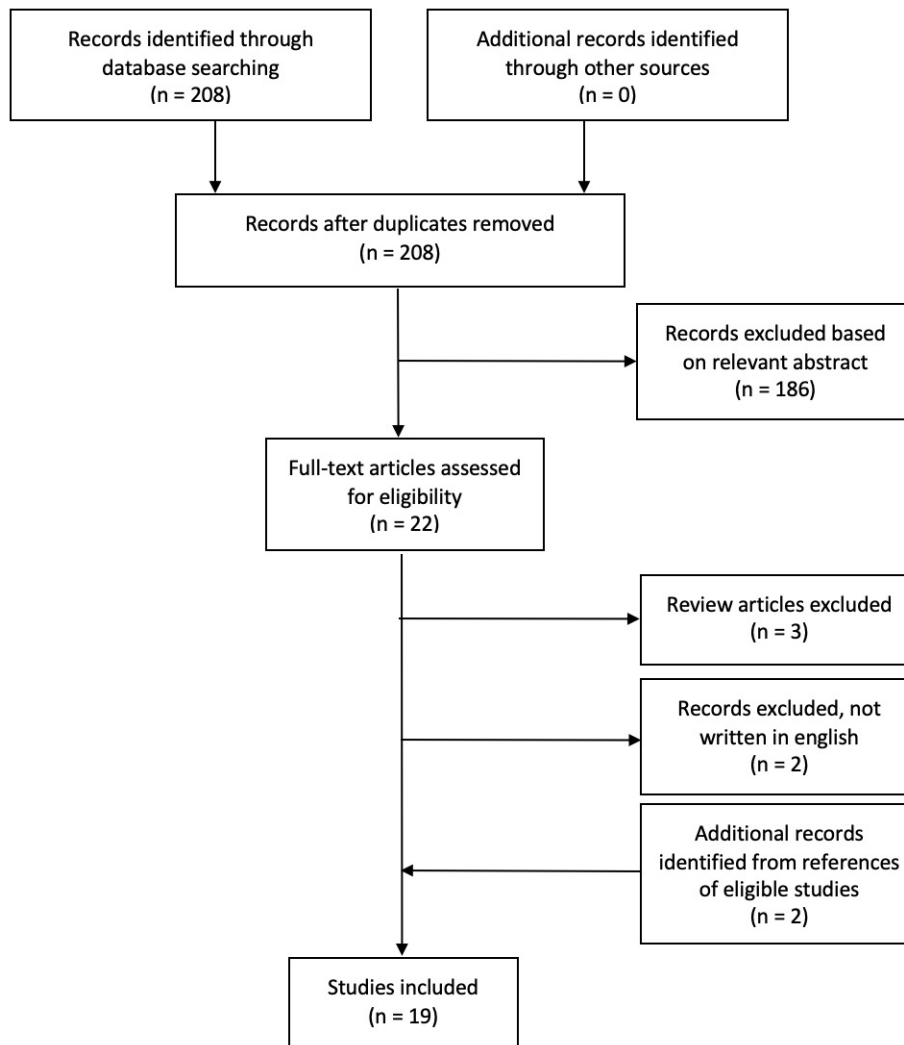 Records identified through
database searching
(n = 208)
Additional records identified
through other sources
(n = 0)
Records after duplicates removed
(n = 208)
Records excluded based
on relevant abstract
(n = 186)
Full-text articles assessed
for eligibility
(n = 22)
Review articles excluded
(n = 3)
Records excluded, not
written in english
(n = 2)
Additional records
identified from references
of eligible studies
(n = 2)
Studies included
(n = 19)